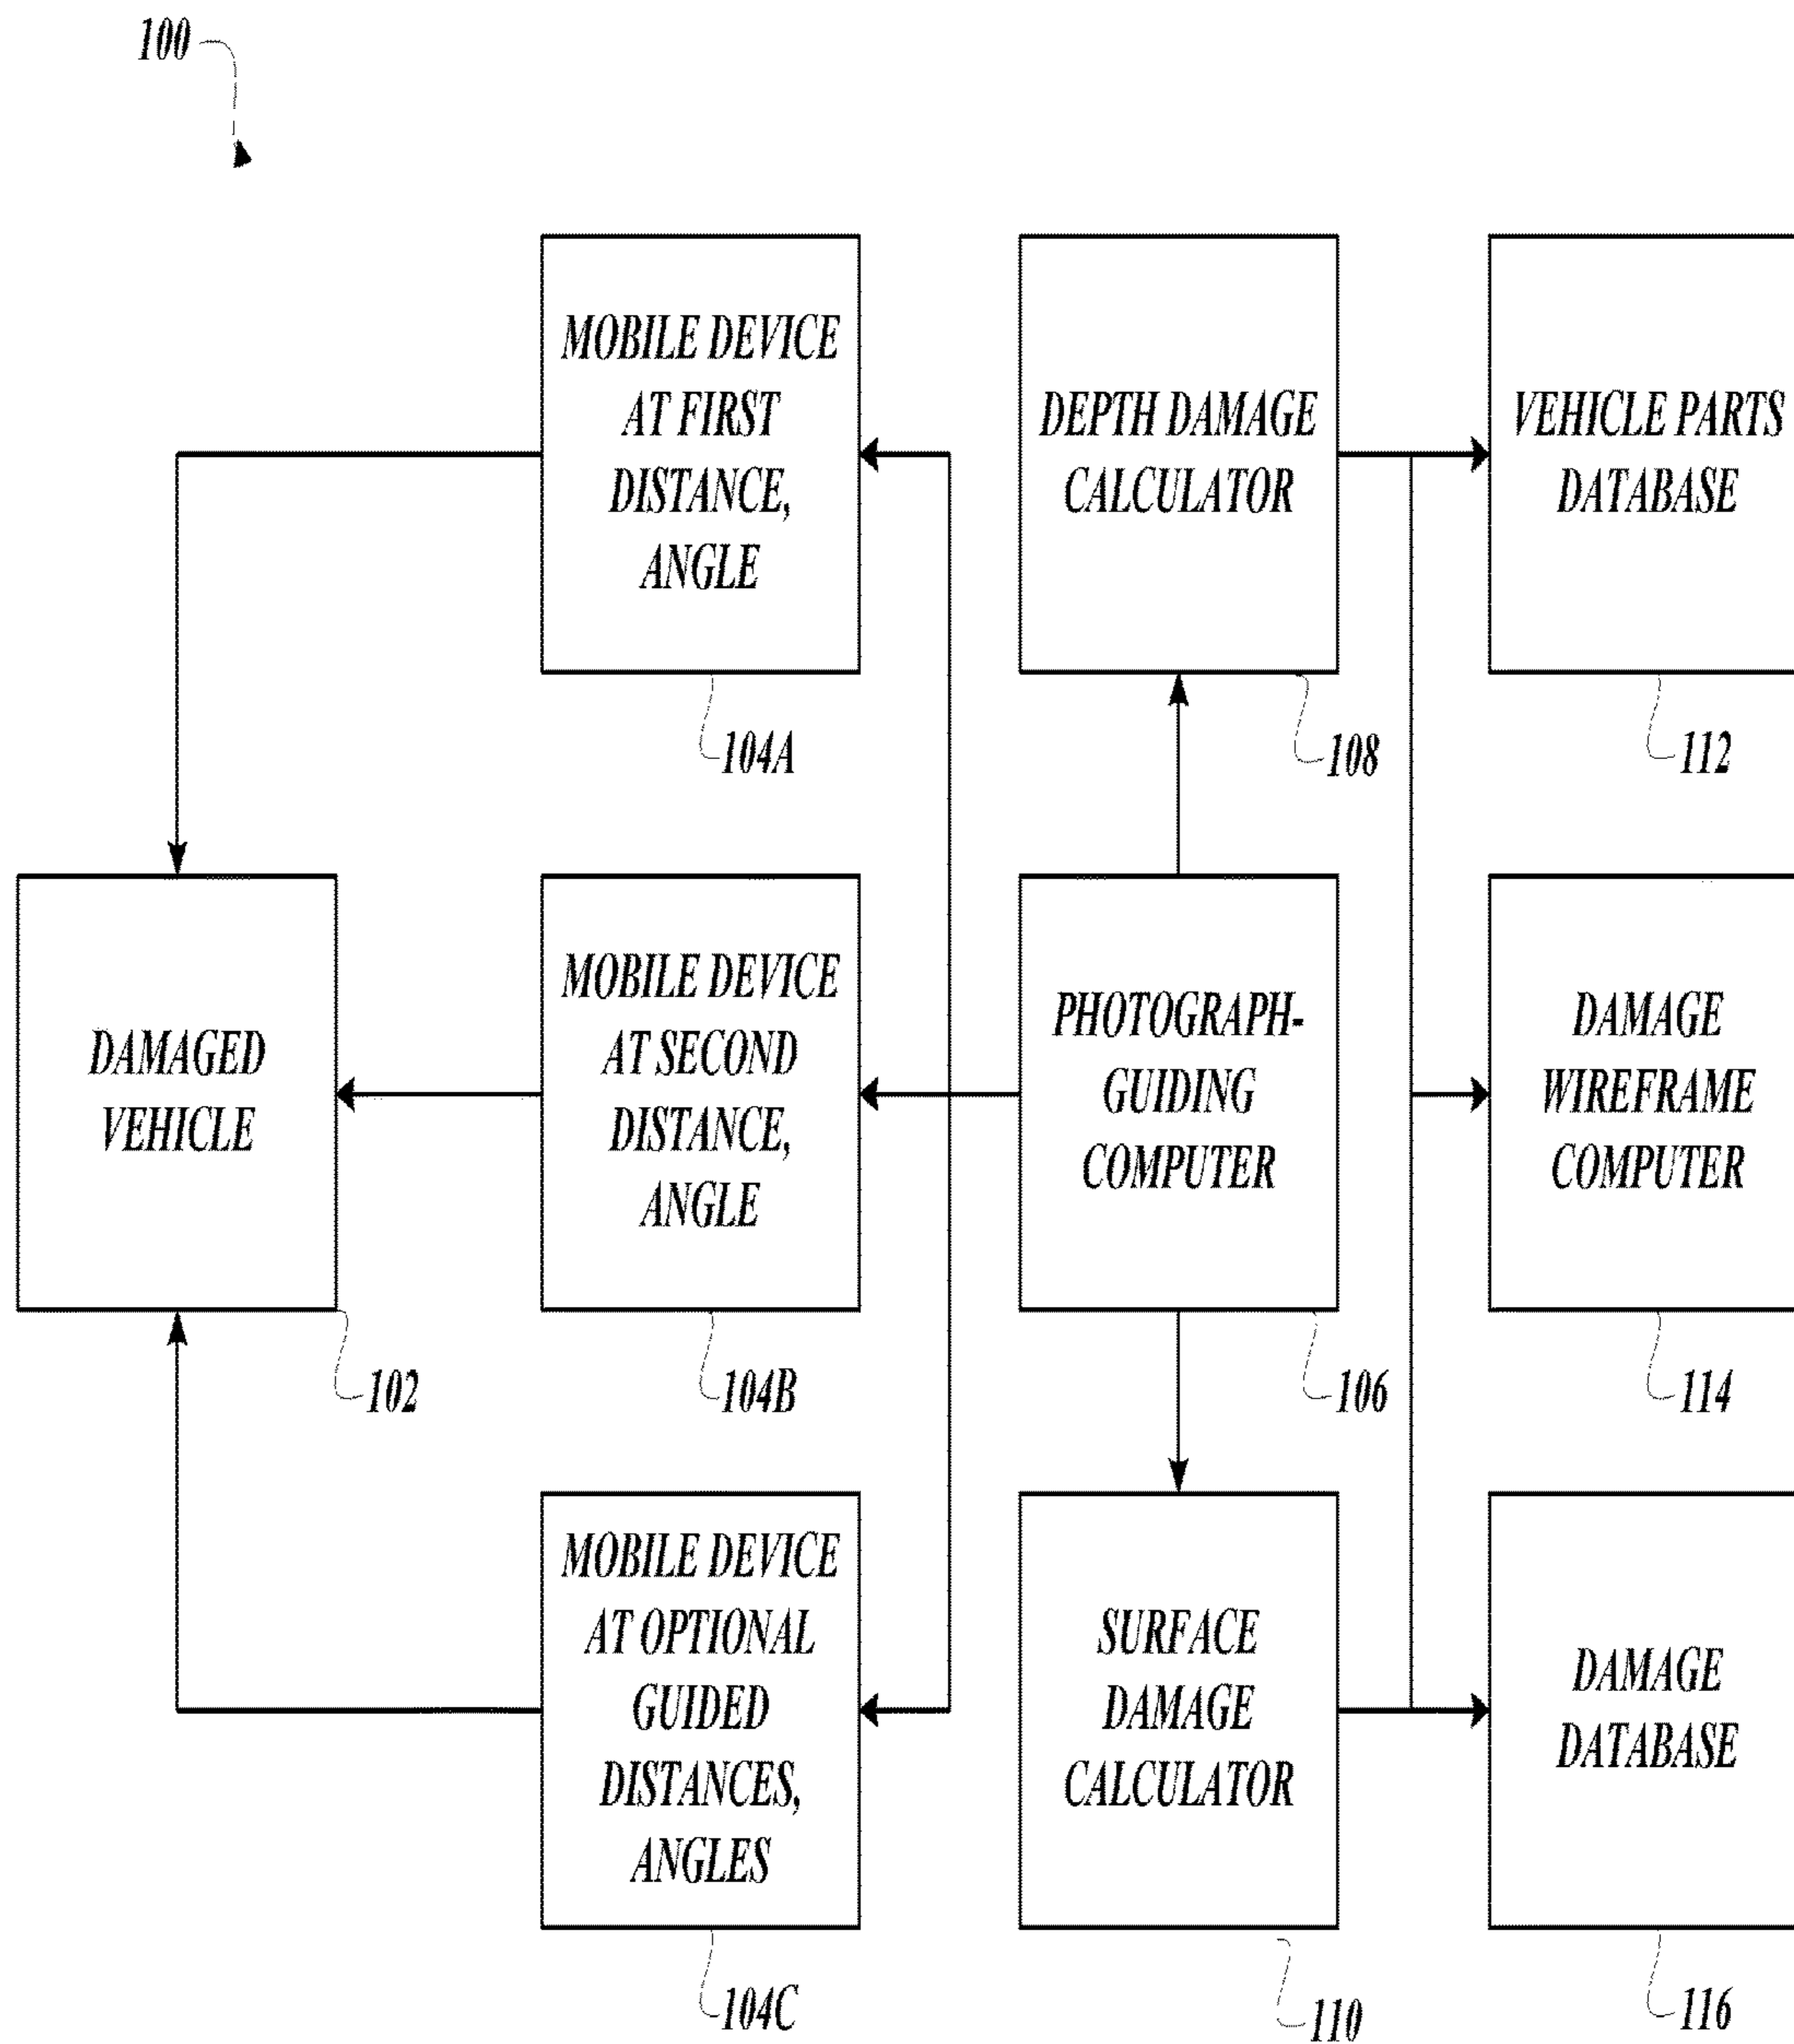 100
MOBILE DEVICE
AT FIRST
DISTANCE,
ANGLE
104A
DEPTH DAMAGE
CALCULATOR
108
VEHICLE PARTS
DATABASE
112
DAMAGED
VEHICLE
102
MOBILE DEVICE
AT SECOND
DISTANCE,
ANGLE
104B
PHOTOGRAPH-
GUIDING
COMPUTER
106
DAMAGE
WIREFRAME
COMPUTER
114
MOBILE DEVICE
AT OPTIONAL
GUIDED
DISTANCES,
ANGLES
104C
SURFACE
DAMAGE
CALCULATOR
110
DAMAGE
DATABASE
116